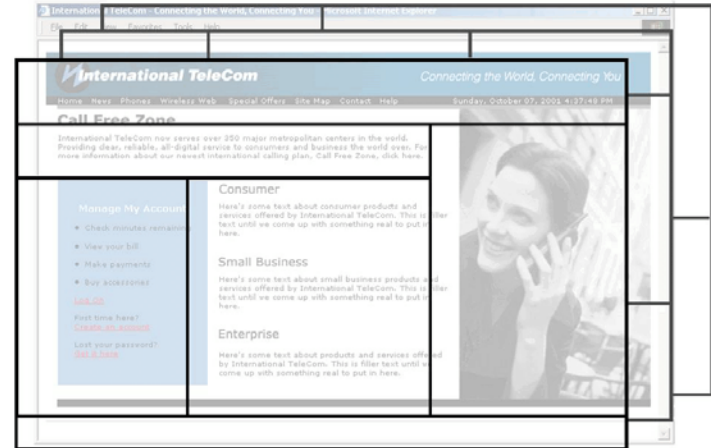 International TeleCom - Connecting the World, Connecting You - Microsoft Internet Explorer
File Edit View Favorites Tools Help
International TeleCom
Connecting the World, Connecting You
Home News Phones Wireless Web Special Offers Site Map Contact Help
Sunday, October 07, 2001 4:37:48 PM
Call Free Zone
International TeleCom now serves over 250 major metropolitan centers in the world.
Providing clear, reliable, all-digital service to consumers and business the world over. For
more information about our newest international calling plan, Call Free Zone, click here.
Manage My Account
Check minutes remaining
View your bill
Make payments
Buy accessories
Log On
First time here?
Create an account
Lost your password?
Get it here
Consumer
Here's some text about consumer products and
services offered by International TeleCom. This is filler
text until we come up with something real to put in
here.
Small Business
Here's some text about small business products and
services offered by International TeleCom. This is filler
text until we come up with something real to put in
here.
Enterprise
Here's some text about products and services offered
by International TeleCom. This is filler text until we
come up with something real to put in here.